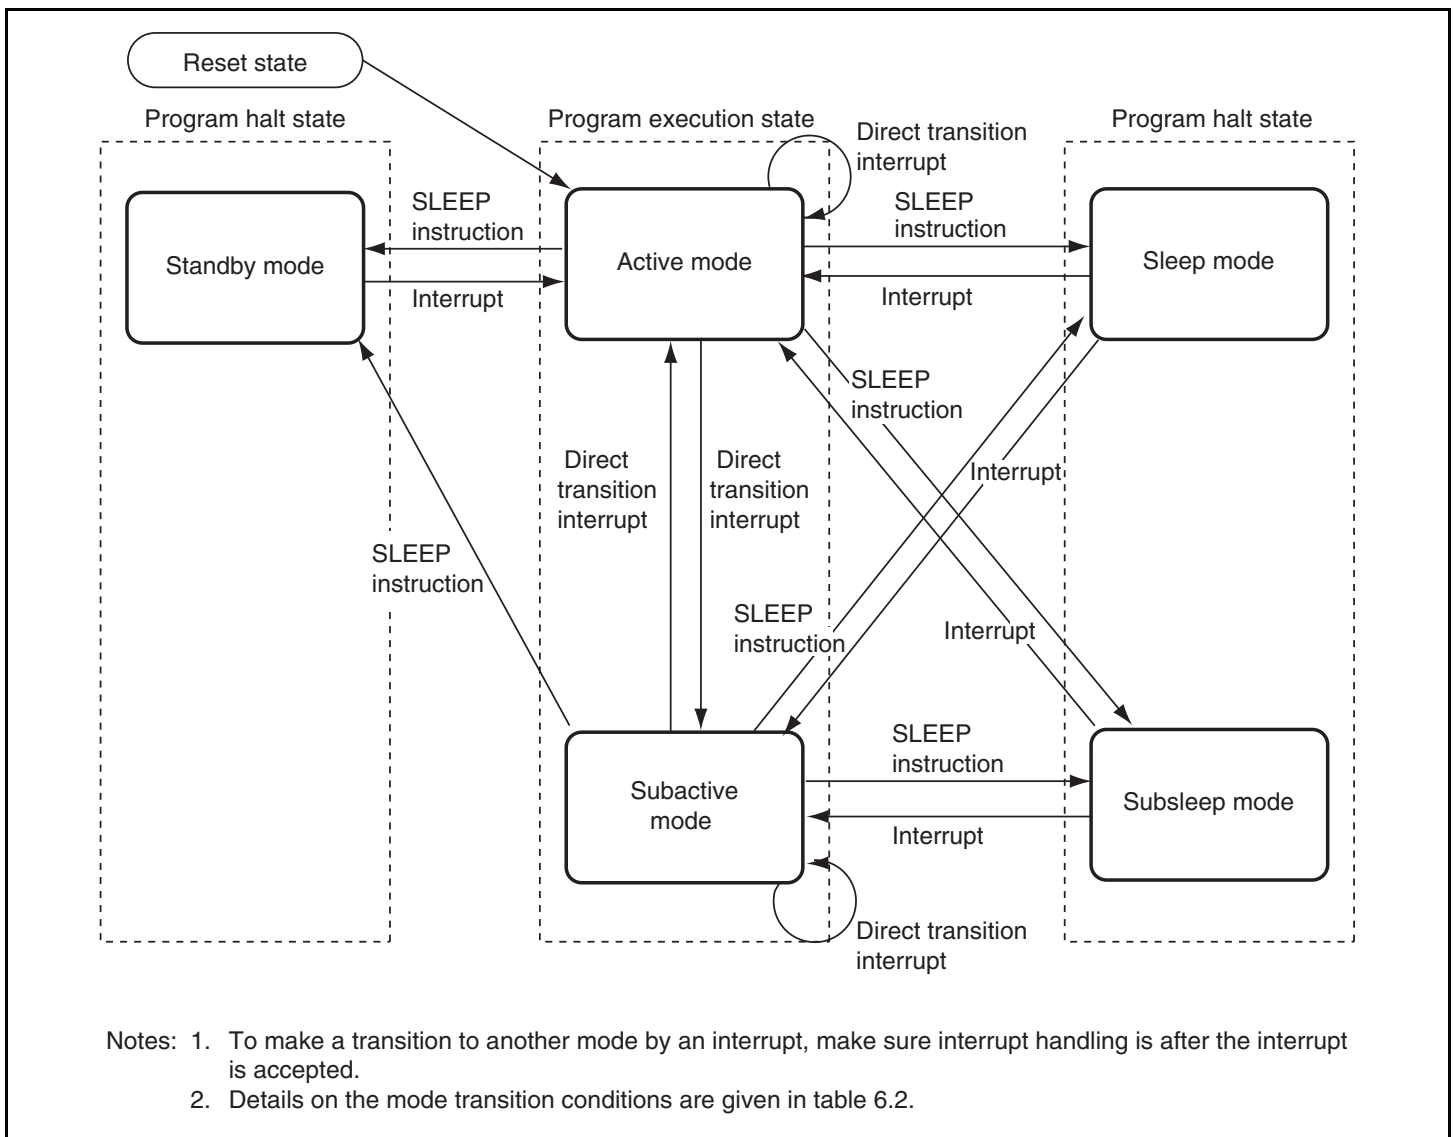 Reset state
Program halt state
Program execution state
Program halt state
Direct transition
interrupt
SLEEP
instruction
SLEEP
instruction
Standby mode
Active mode
Sleep mode
Interrupt
Interrupt
SLEEP
instruction
Direct
transition
interrupt
Direct
transition
interrupt
Interrupt
SLEEP
instruction
SLEEP
instruction
Interrupt
SLEEP
instruction
Subactive
mode
Subsleep mode
Interrupt
Direct transition
interrupt
Notes: 1. To make a transition to another mode by an interrupt, make sure interrupt handling is after the interrupt
is accepted.
2. Details on the mode transition conditions are given in table 6.2.